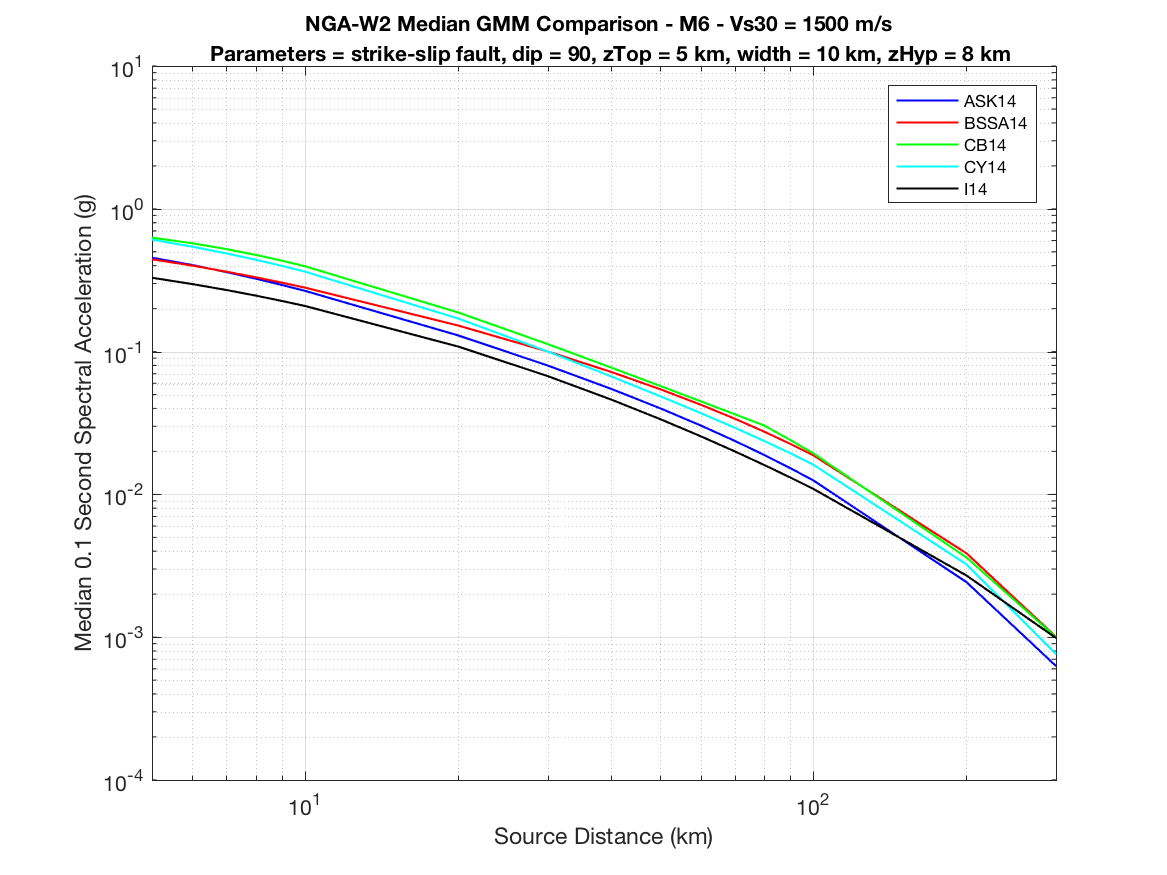 NGA-W2 Median GMM Comparison - M6 - Vs30 = 1500 m/s
Parameters = strike-slip fault, dip = 90, zTop = 5 km, width = 10 km, zHyp = 8 km
10^1
10^0
10^-1
10^-2
10^-3
10^-4
Median 0.1 Second Spectral Acceleration (g)
ASK14
BSSA14
CB14
CY14
I14
10^1
10^2
Source Distance (km)